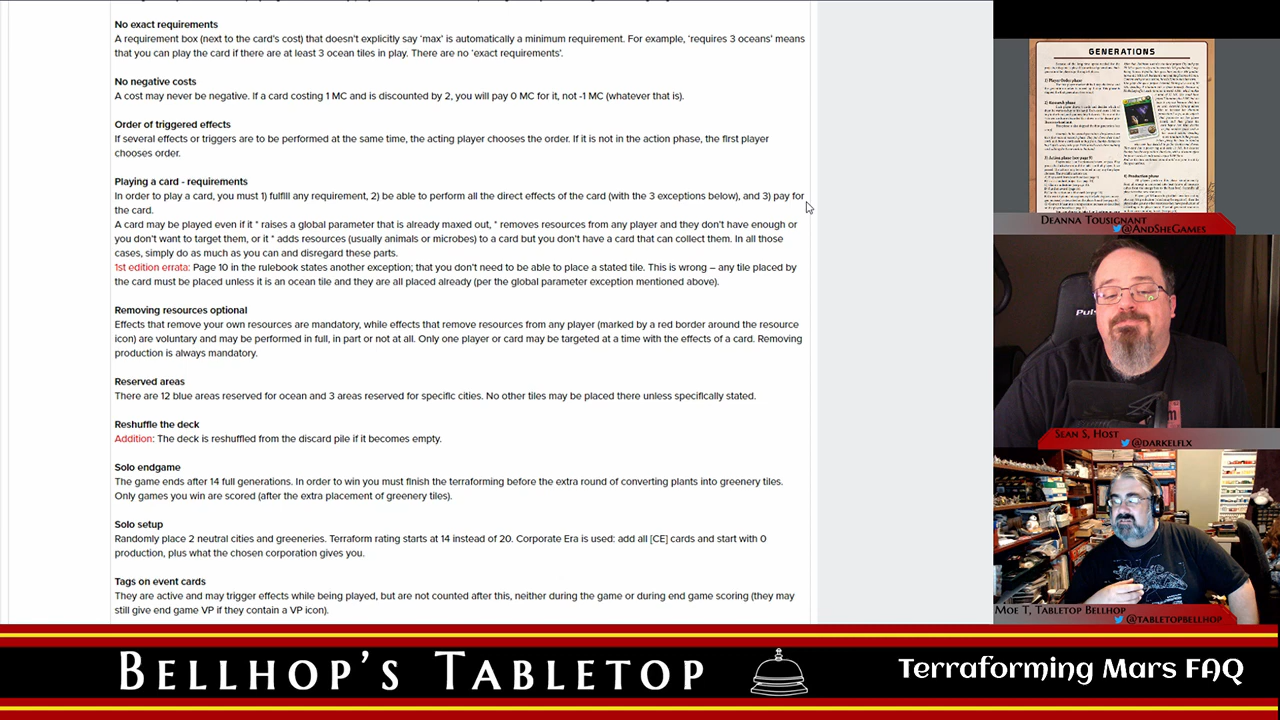 No exact requirements
A requirement box (next to the card's cost) that doesn't explicitly say 'max' is automatically a minimum requirement. For example, 'requires 3 oceans' means
that you can play the card if there are at least 3 ocean tiles in play. There are no 'exact requirements'.
No negative costs
A cost may never be negative. If a card costing 1 MC is discounted by 2 MC, you pay 0 MC for it, not -1 MC (whatever that is).
Order of triggered effects
If several effects or triggers are to be performed at the same time, the active player chooses the order. If it is not in the action phase, the first player
chooses order.
Playing a card - requirements
In order to play a card, you must 1) fulfill any requirements, 2) be able to perform all the direct effects of the card (with the 3 exceptions below), and 3) pay for
the card.
A card may be played even if it * raises a global parameter that is already maxed out, * removes resources from any player and they don't have enough or
you don't want to target them, or it * adds resources (usually animals or microbes) to a card but you don't have a card that can collect them. In all those
cases, simply do as much as you can and disregard these parts.
1st edition errata: Page 10 in the rulebook states another exception; that you don't need to be able to place a stated tile. This is wrong – any tile placed by
the card must be placed unless it is an ocean tile and they are all placed already (per the global parameter exception mentioned above).
Removing resources optional
Effects that remove your own resources are mandatory, while effects that remove resources from any player (marked by a red border around the resource
icon) are voluntary and may be performed in full, in part or not at all. Only one player or card may be targeted at a time with the effects of a card. Removing
production is always mandatory.
Reserved areas
There are 12 blue areas reserved for ocean and 3 areas reserved for specific cities. No other tiles may be placed there unless specifically stated.
Reshuffle the deck
Addition: The deck is reshuffled from the discard pile if it becomes empty.
Solo endgame
The game ends after 14 full generations. In order to win you must finish the terraforming before the extra round of converting plants into greenery tiles.
Only games you win are scored (after the extra placement of greenery tiles).
Solo setup
Randomly place 2 neutral cities and greeneries. Terraform rating starts at 14 instead of 20. Corporate Era is used: add all [CE] cards and start with 0
production, plus what the chosen corporation gives you.
Tags on event cards
They are active and may trigger effects while being played, but are not counted after this, neither during the game or during end game scoring (they may
still give end game VP if they contain a VP icon).
GENERATIONS
Deanna Tousignant
@AndSheGames
Sean S, Host
@darkelflx
Moe T, Tabletop Bellhop
@tabletopbellhop
Bellhop's Tabletop
Terraforming Mars FAQ